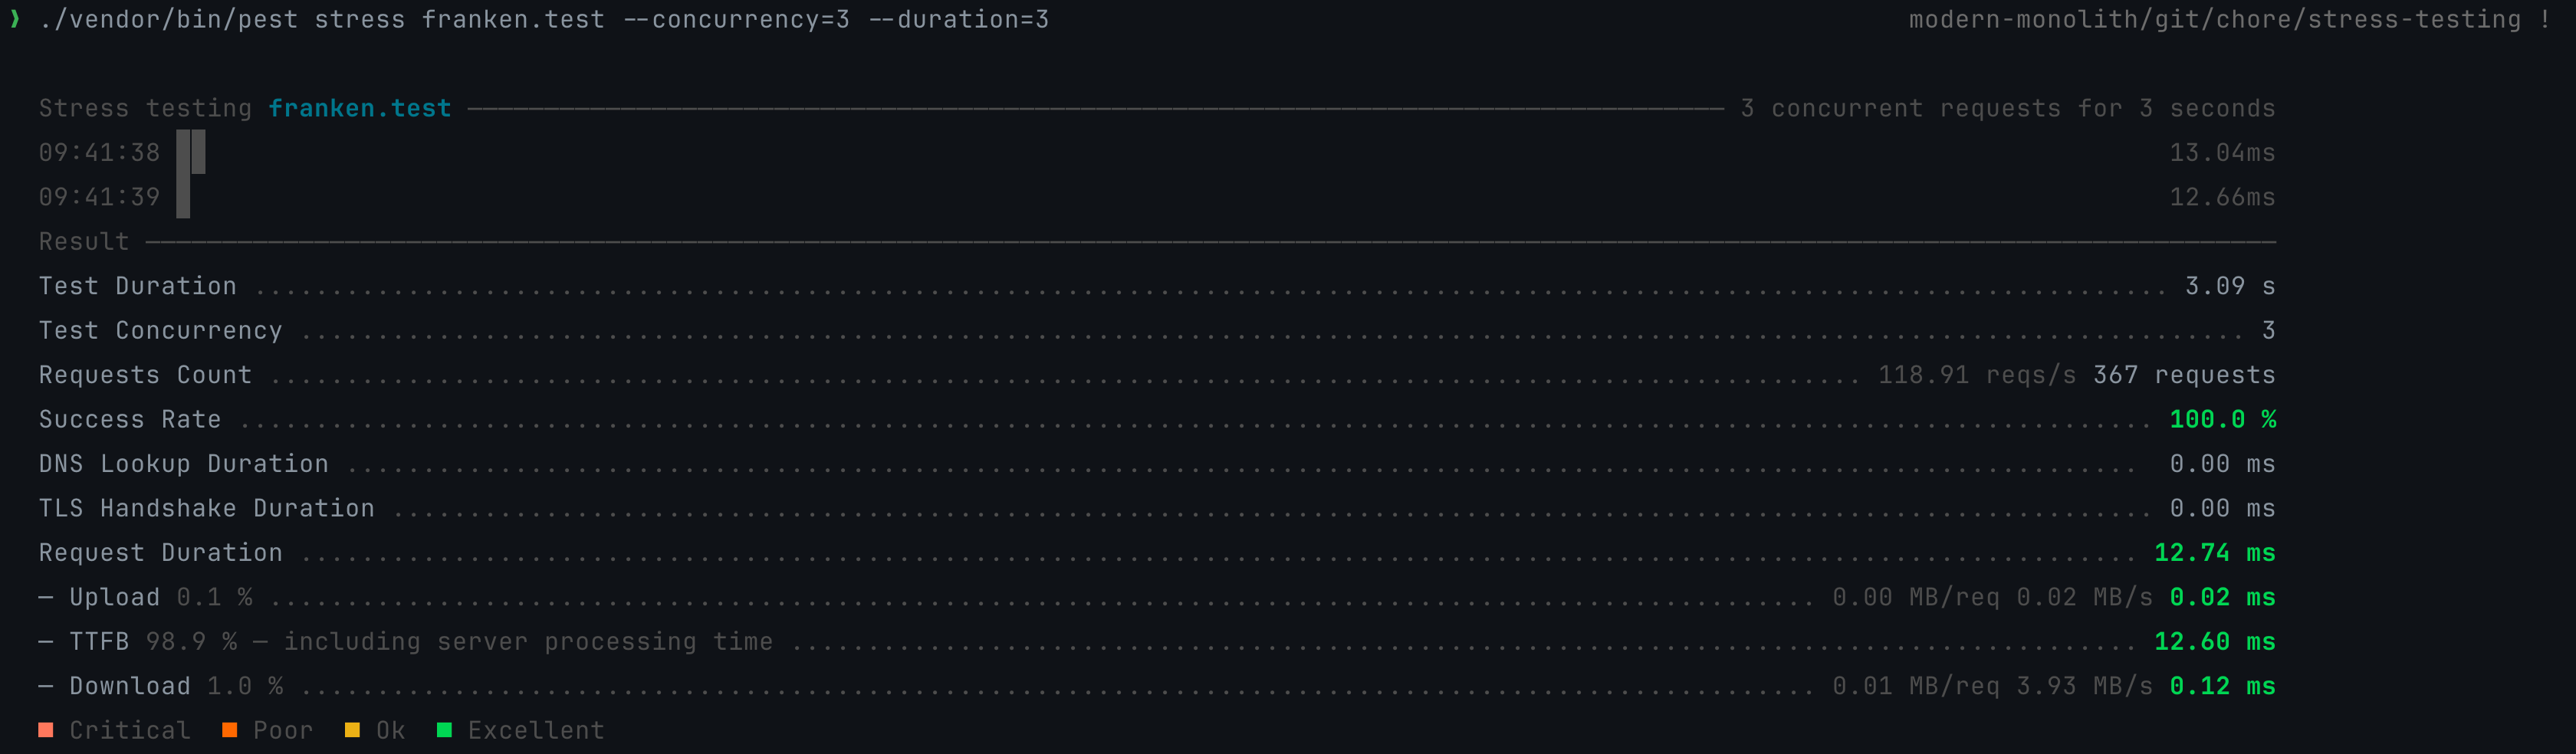 ❯ ./vendor/bin/pest stress franken.test --concurrency=3 --duration=3 modern-monolith/git/chore/stress-testing !
Stress testing franken.test 3 concurrent requests for 3 seconds
09:41:38 13.04ms
09:41:39 12.66ms
Result
Test Duration 3.09 s
Test Concurrency 3
Requests Count 118.91 reqs/s 367 requests
Success Rate 100.0 %
DNS Lookup Duration 0.00 ms
TLS Handshake Duration 0.00 ms
Request Duration 12.74 ms
— Upload 0.1 % 0.00 MB/req 0.02 MB/s 0.02 ms
— TTFB 98.9 % — including server processing time 12.60 ms
— Download 1.0 % 0.01 MB/req 3.93 MB/s 0.12 ms
Critical Poor Ok Excellent